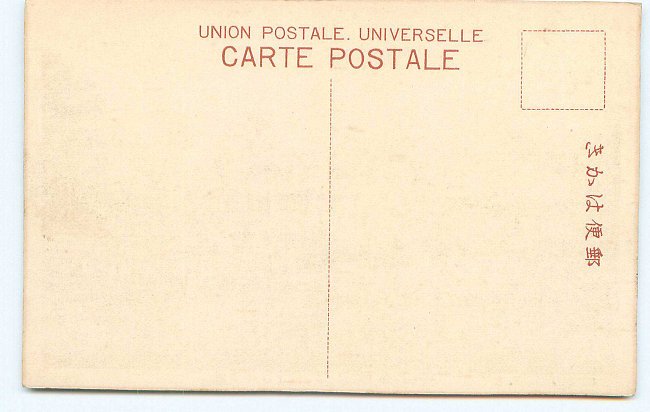 UNION POSTALE. UNIVERSELLE
CARTE POSTALE
郵便はかき